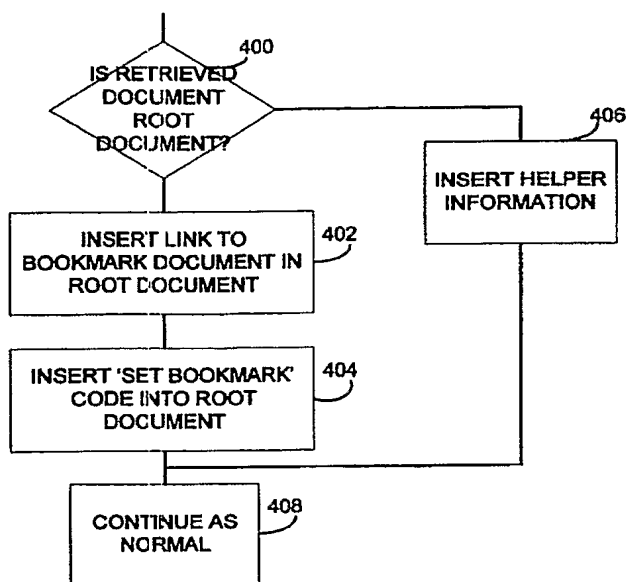 400
IS RETRIEVED
DOCUMENT
ROOT
DOCUMENT?
406
INSERT HELPER
INFORMATION
402
INSERT LINK TO
BOOKMARK DOCUMENT IN
ROOT DOCUMENT
404
INSERT 'SET BOOKMARK'
CODE INTO ROOT
DOCUMENT
408
CONTINUE AS
NORMAL